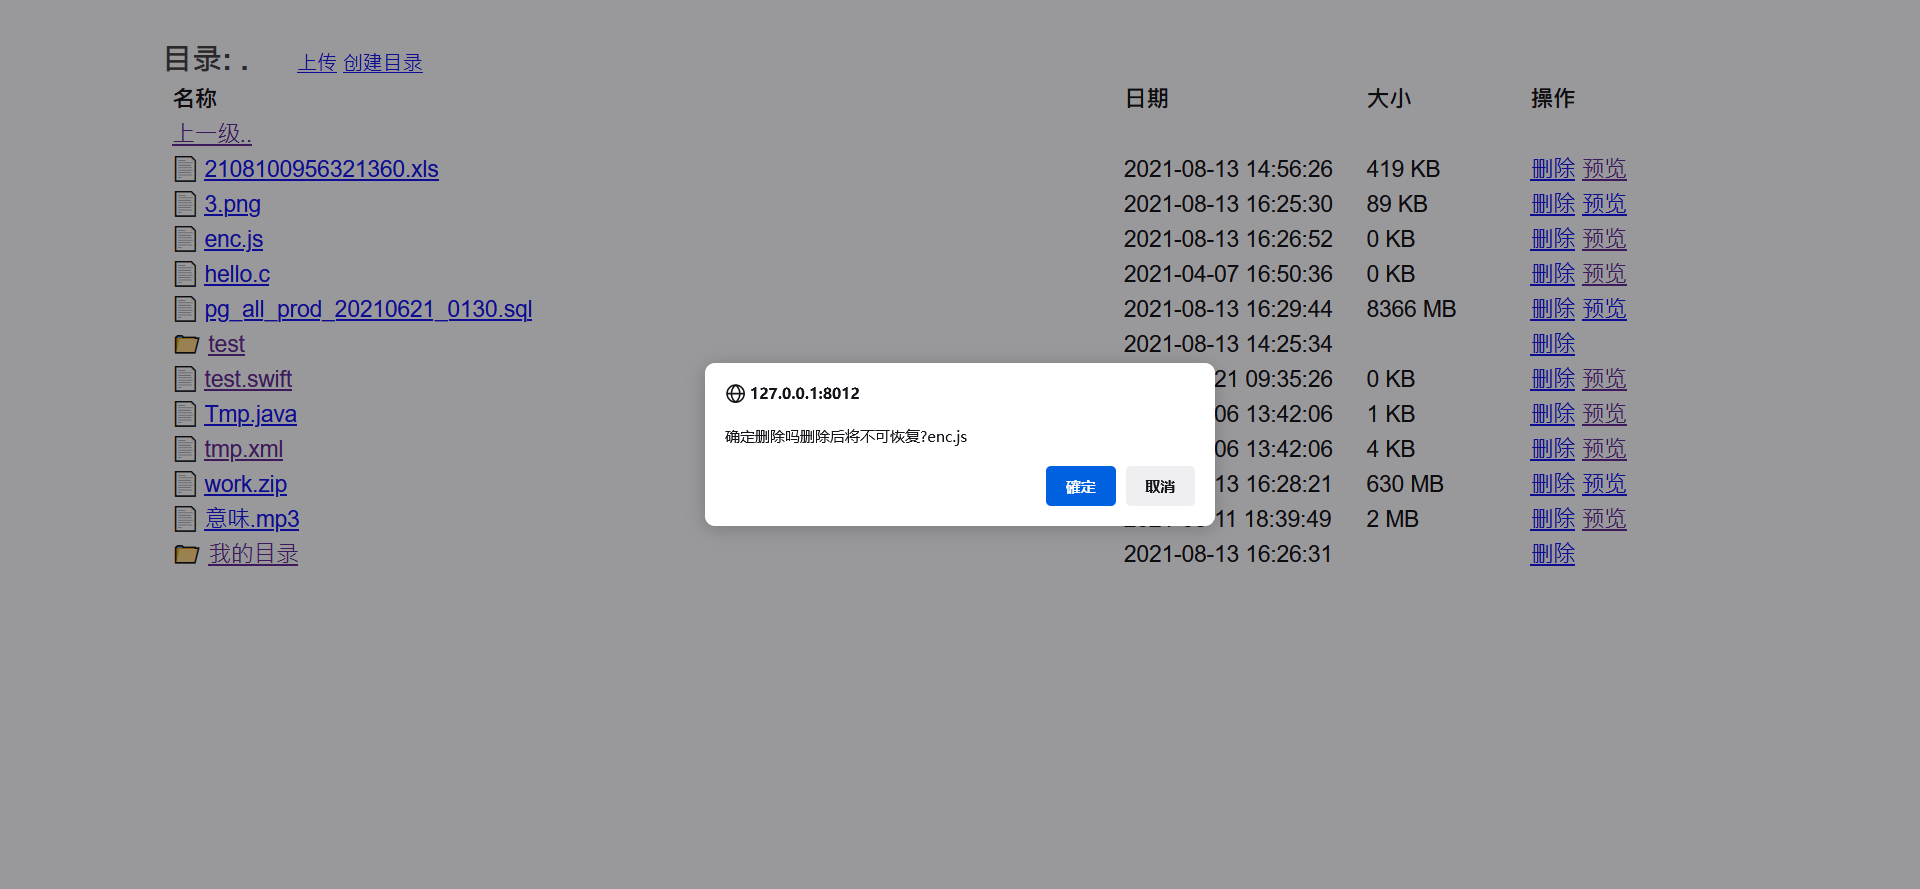 目录: . 上传 创建目录
名称 日期 大小 操作
上一级..
2108100956321360.xls 2021-08-13 14:56:26 419 KB 删除 预览
3.png 2021-08-13 16:25:30 89 KB 删除 预览
enc.js 2021-08-13 16:26:52 0 KB 删除 预览
hello.c 2021-04-07 16:50:36 0 KB 删除 预览
pg_all_prod_20210621_0130.sql 2021-08-13 16:29:44 8366 MB 删除 预览
test 2021-08-13 14:25:34 删除
test.swift 21 09:35:26 0 KB 删除 预览
Tmp.java 06 13:42:06 1 KB 删除 预览
tmp.xml 06 13:42:06 4 KB 删除 预览
work.zip 13 16:28:21 630 MB 删除 预览
意味.mp3 11 18:39:49 2 MB 删除 预览
我的目录 2021-08-13 16:26:31 删除
127.0.0.1:8012
确定删除吗删除后将不可恢复?enc.js
確定 取消